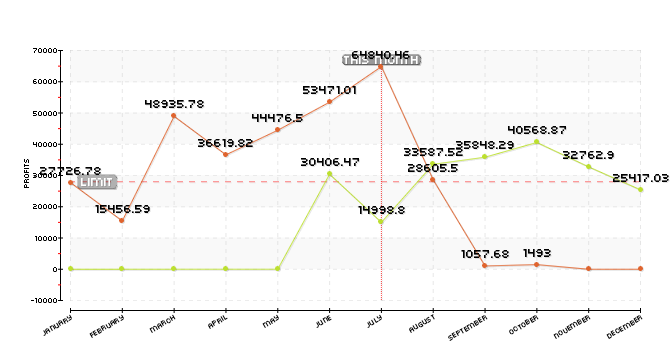 70000
60000
50000
40000
30000
20000
10000
0
-10000
PROFITS
THIS MONTH
LIMIT
27726.78
15456.59
48935.78
36619.82
44476.5
53471.01
64840.46
28605.5
1057.68
1493
30406.47
14998.8
33587.52
35848.29
40568.87
32762.9
25417.03
JANUARY
FEBRUARY
MARCH
APRIL
MAY
JUNE
JULY
AUGUST
SEPTEMBER
OCTOBER
NOVEMBER
DECEMBER